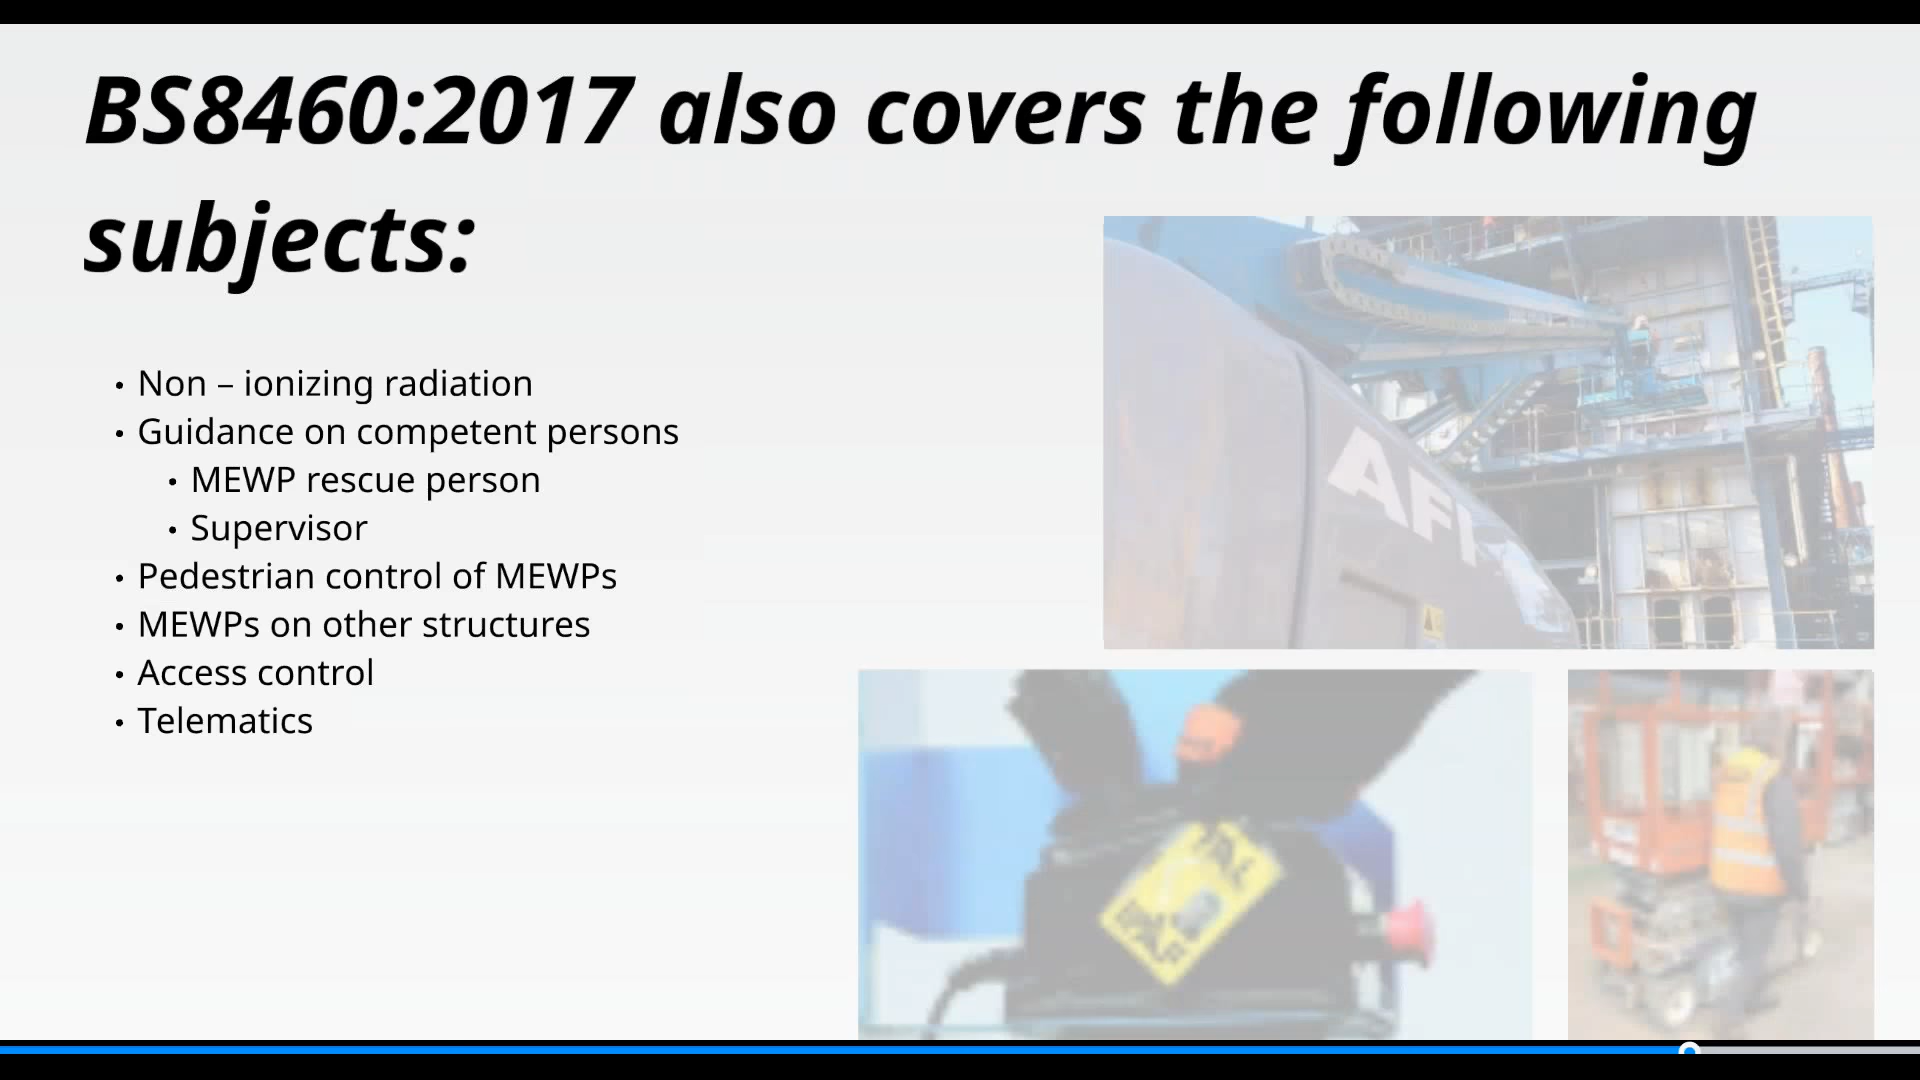 BS8460:2017 also covers the following
subjects:
• Non – ionizing radiation
• Guidance on competent persons
• MEWP rescue person
• Supervisor
• Pedestrian control of MEWPs
• MEWPs on other structures
• Access control
• Telematics
AFI